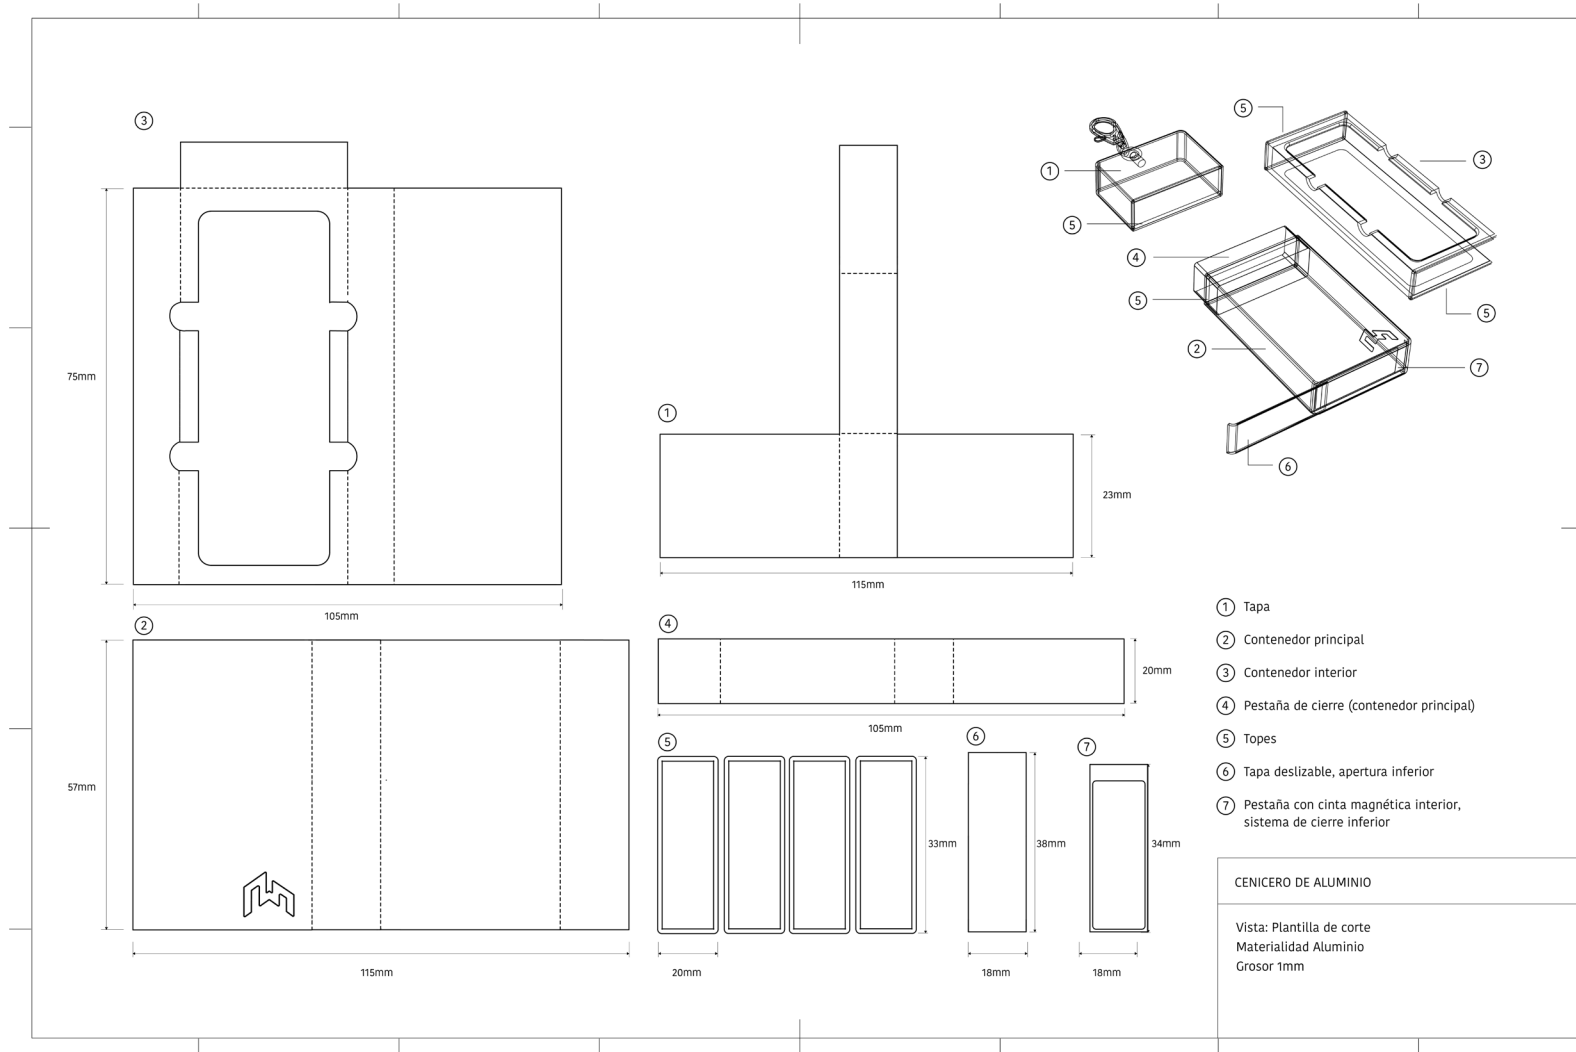 3
5
3
1
5
4
5
5
2
7
6
75mm
1
23mm
115mm
105mm
2
4
20mm
105mm
57mm
5
6
7
33mm
38mm
34mm
115mm
20mm
18mm
18mm
1 Tapa
2 Contenedor principal
3 Contenedor interior
4 Pestaña de cierre (contenedor principal)
5 Topes
6 Tapa deslizable, apertura inferior
7 Pestaña con cinta magnética interior,
sistema de cierre inferior
CENICERO DE ALUMINIO
Vista: Plantilla de corte
Materialidad Aluminio
Grosor 1mm